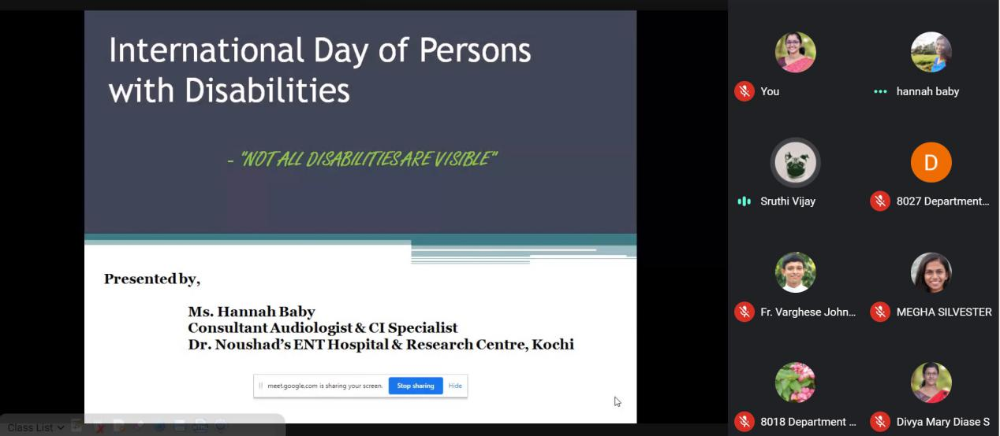 International Day of Persons
with Disabilities
- "NOT ALL DISABILITIES ARE VISIBLE"
Presented by,
Ms. Hannah Baby
Consultant Audiologist & CI Specialist
Dr. Noushad's ENT Hospital & Research Centre, Kochi
meet.google.com is sharing your screen.
Stop sharing
Hide
Class List
HTML
You
hannah baby
Sruthi Vijay
D
8027 Department...
Fr. Varghese John...
MEGHA SILVESTER
8018 Department ...
Divya Mary Diase S